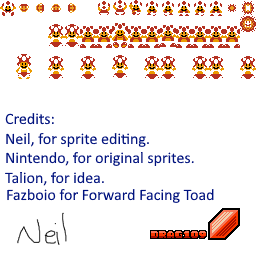 Credits:
Neil, for sprite editing.
Nintendo, for original sprites.
Talion, for idea.
Fazboio for Forward Facing Toad
Neil